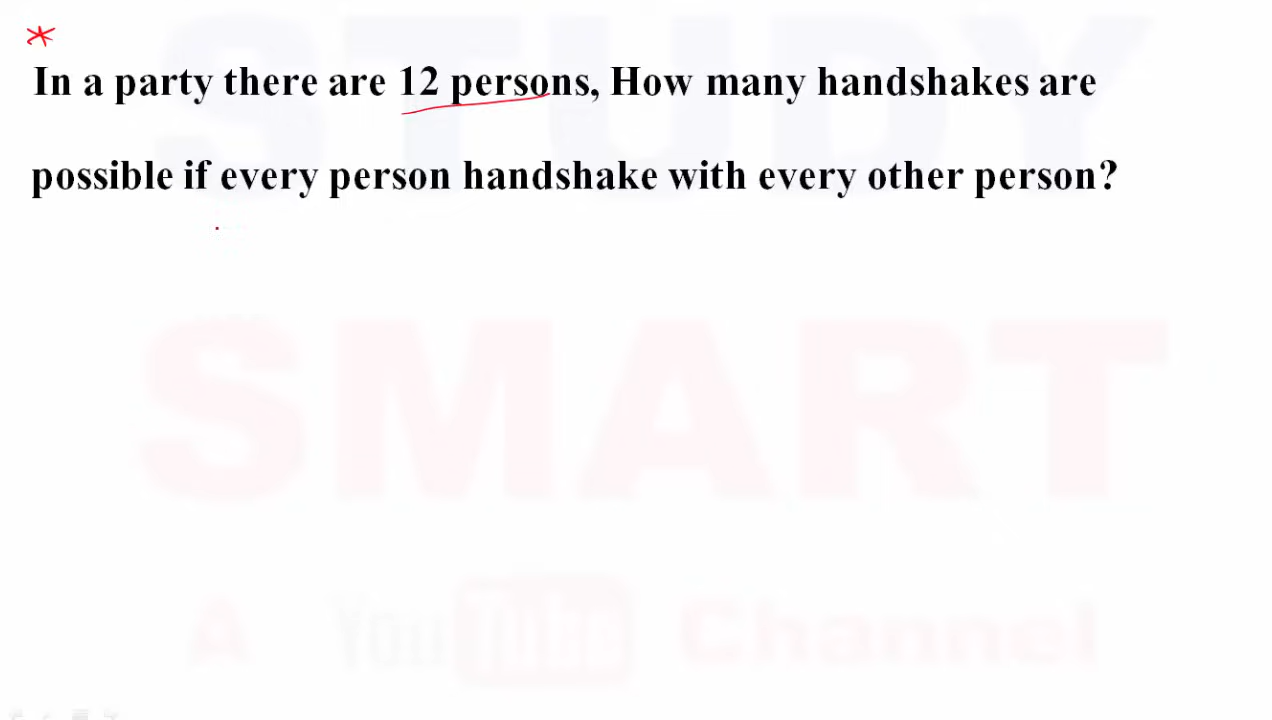 STUDY
In a party there are 12 persons, How many handshakes are
possible if every person handshake with every other person?
SMART
A YouTube Channel